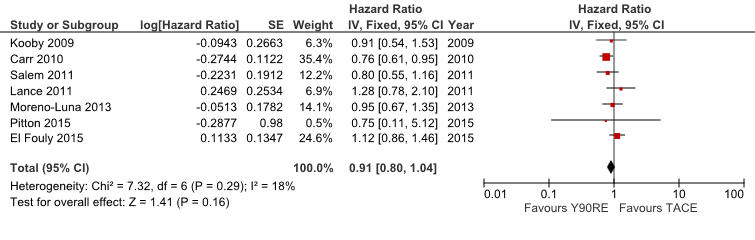 Hazard Ratio Hazard Ratio
Study or Subgroup log[Hazard Ratio] SE Weight IV, Fixed, 95% CI Year IV, Fixed, 95% CI
Kooby 2009 -0.0943 0.2663 6.3% 0.91 [0.54, 1.53] 2009
Carr 2010 -0.2744 0.1122 35.4% 0.76 [0.61, 0.95] 2010
Salem 2011 -0.2231 0.1912 12.2% 0.80 [0.55, 1.16] 2011
Lance 2011 0.2469 0.2534 6.9% 1.28 [0.78, 2.10] 2011
Moreno-Luna 2013 -0.0513 0.1782 14.1% 0.95 [0.67, 1.35] 2013
Pitton 2015 -0.2877 0.98 0.5% 0.75 [0.11, 5.12] 2015
El Fouly 2015 0.1133 0.1347 24.6% 1.12 [0.86, 1.46] 2015
Total (95% CI) 100.0% 0.91 [0.80, 1.04]
Heterogeneity: Chi² = 7.32, df = 6 (P = 0.29); I² = 18%
Test for overall effect: Z = 1.41 (P = 0.16)
0.01 0.1 1 10 100
Favours Y90RE Favours TACE